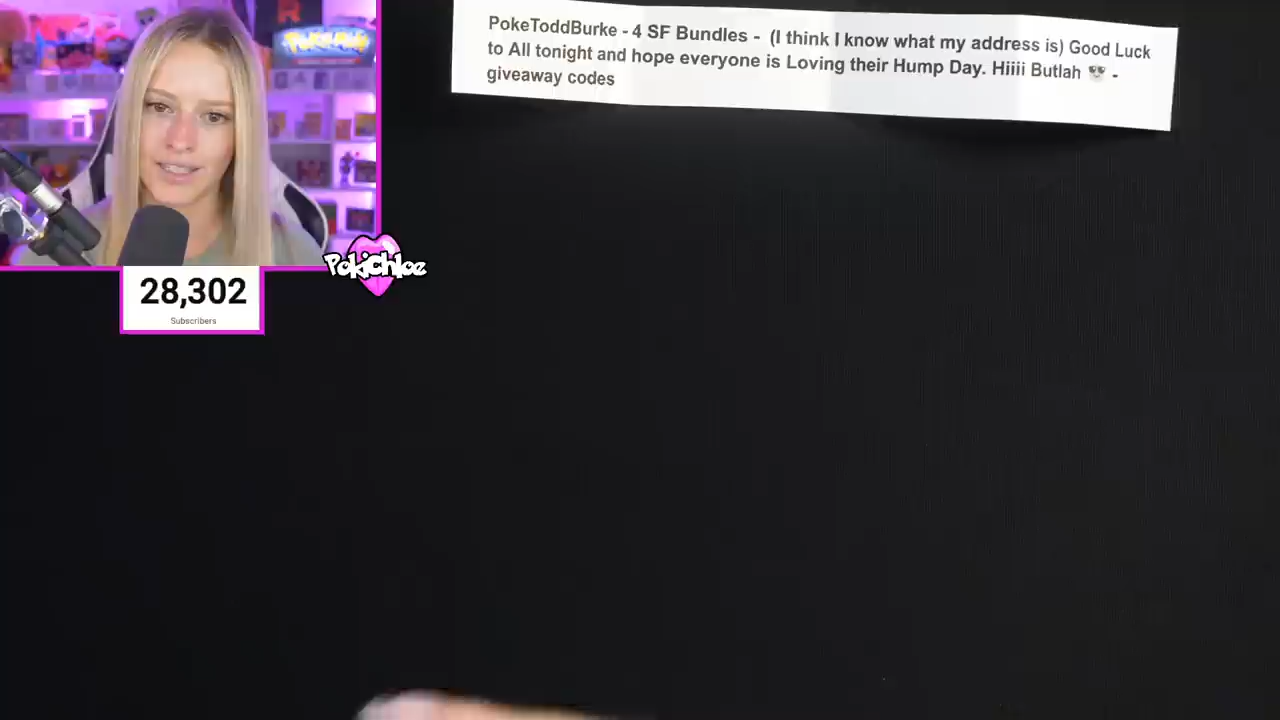 PokeToddBurke - 4 SF Bundles - (I think I know what my address is) Good Luck
to All tonight and hope everyone is Loving their Hump Day. Hiiii Butlah 😎 -
giveaway codes
Pokichloe
28,302
Subscribers